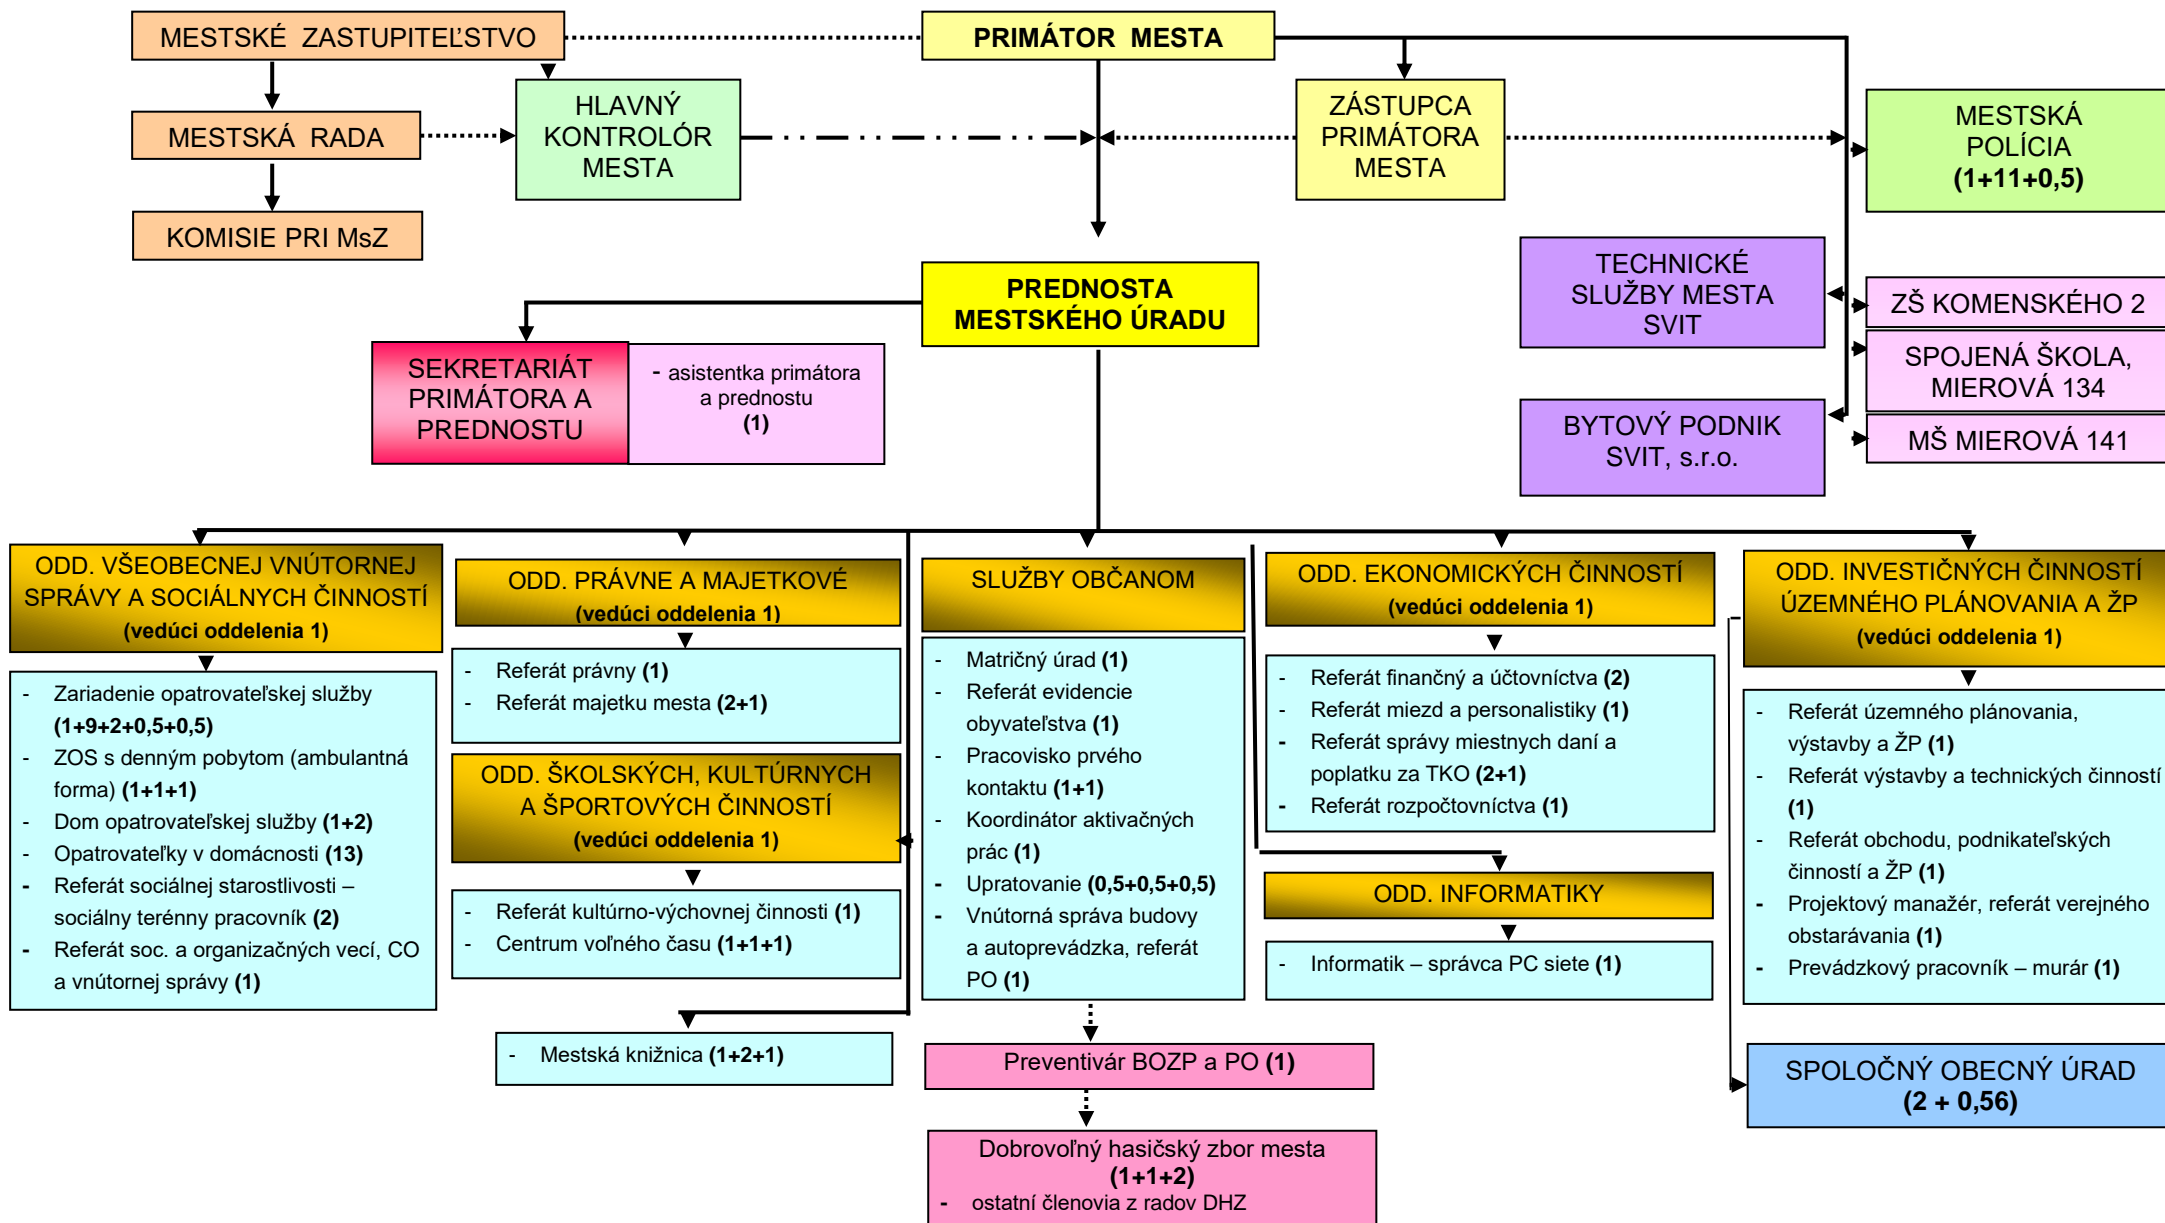 MESTSKÉ ZASTUPITEĽSTVO
PRIMÁTOR MESTA
HLAVNÝ
KONTROLÓR
MESTA
ZÁSTUPCA
PRIMÁTORA
MESTA
MESTSKÁ
POLÍCIA
(1+11+0,5)
MESTSKÁ RADA
KOMISIE PRI MsZ
PREDNOSTA
MESTSKÉHO ÚRADU
TECHNICKÉ
SLUŽBY MESTA
SVIT
ZŠ KOMENSKÉHO 2
SPOJENÁ ŠKOLA,
MIEROVÁ 134
MŠ MIEROVÁ 141
BYTOVÝ PODNIK
SVIT, s.r.o.
SEKRETARIÁT
PRIMÁTORA A
PREDNOSTU
- asistentka primátora
a prednostu
(1)
ODD. VŠEOBECNEJ VNÚTORNEJ
SPRÁVY A SOCIÁLNYCH ČINNOSTÍ
(vedúci oddelenia 1)
- Zariadenie opatrovateľskej služby
(1+9+2+0,5+0,5)
- ZOS s denným pobytom (ambulantná
forma) (1+1+1)
- Dom opatrovateľskej služby (1+2)
- Opatrovateľky v domácnosti (13)
- Referát sociálnej starostlivosti –
sociálny terénny pracovník (2)
- Referát soc. a organizačných vecí, CO
a vnútornej správy (1)
ODD. PRÁVNE A MAJETKOVÉ
(vedúci oddelenia 1)
- Referát právny (1)
- Referát majetku mesta (2+1)
ODD. ŠKOLSKÝCH, KULTÚRNYCH
A ŠPORTOVÝCH ČINNOSTÍ
(vedúci oddelenia 1)
- Referát kultúrno-výchovnej činnosti (1)
- Centrum voľného času (1+1+1)
- Mestská knižnica (1+2+1)
SLUŽBY OBČANOM
- Matričný úrad (1)
- Referát evidencie
obyvateľstva (1)
- Pracovisko prvého
kontaktu (1+1)
- Koordinátor aktivačných
prác (1)
- Upratovanie (0,5+0,5+0,5)
- Vnútorná správa budovy
a autoprevádzka, referát
PO (1)
Preventivár BOZP a PO (1)
Dobrovoľný hasičský zbor mesta
(1+1+2)
- ostatní členovia z radov DHZ
ODD. EKONOMICKÝCH ČINNOSTÍ
(vedúci oddelenia 1)
- Referát finančný a účtovníctva (2)
- Referát miezd a personalistiky (1)
- Referát správy miestnych daní a
poplatku za TKO (2+1)
- Referát rozpočtovníctva (1)
ODD. INFORMATIKY
- Informatik – správca PC siete (1)
ODD. INVESTIČNÝCH ČINNOSTÍ
ÚZEMNÉHO PLÁNOVANIA A ŽP
(vedúci oddelenia 1)
- Referát územného plánovania,
výstavby a ŽP (1)
- Referát výstavby a technických činností
(1)
- Referát obchodu, podnikateľských
činností a ŽP (1)
- Projektový manažér, referát verejného
obstarávania (1)
- Prevádzkový pracovník – murár (1)
SPOLOČNÝ OBECNÝ ÚRAD
(2 + 0,56)